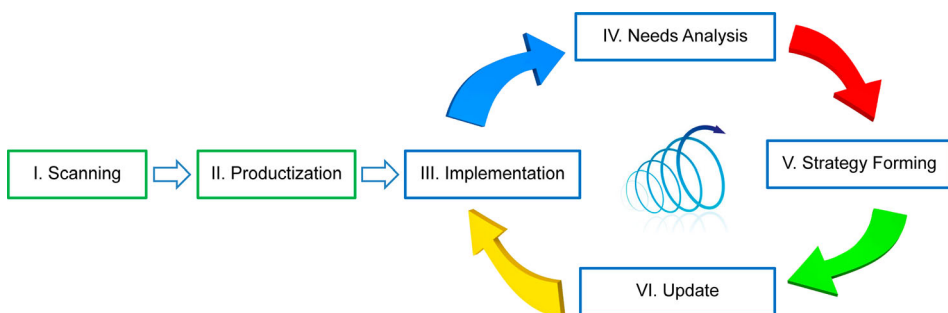 IV. Needs Analysis
I. Scanning
II. Productization
III. Implementation
V. Strategy Forming
VI. Update